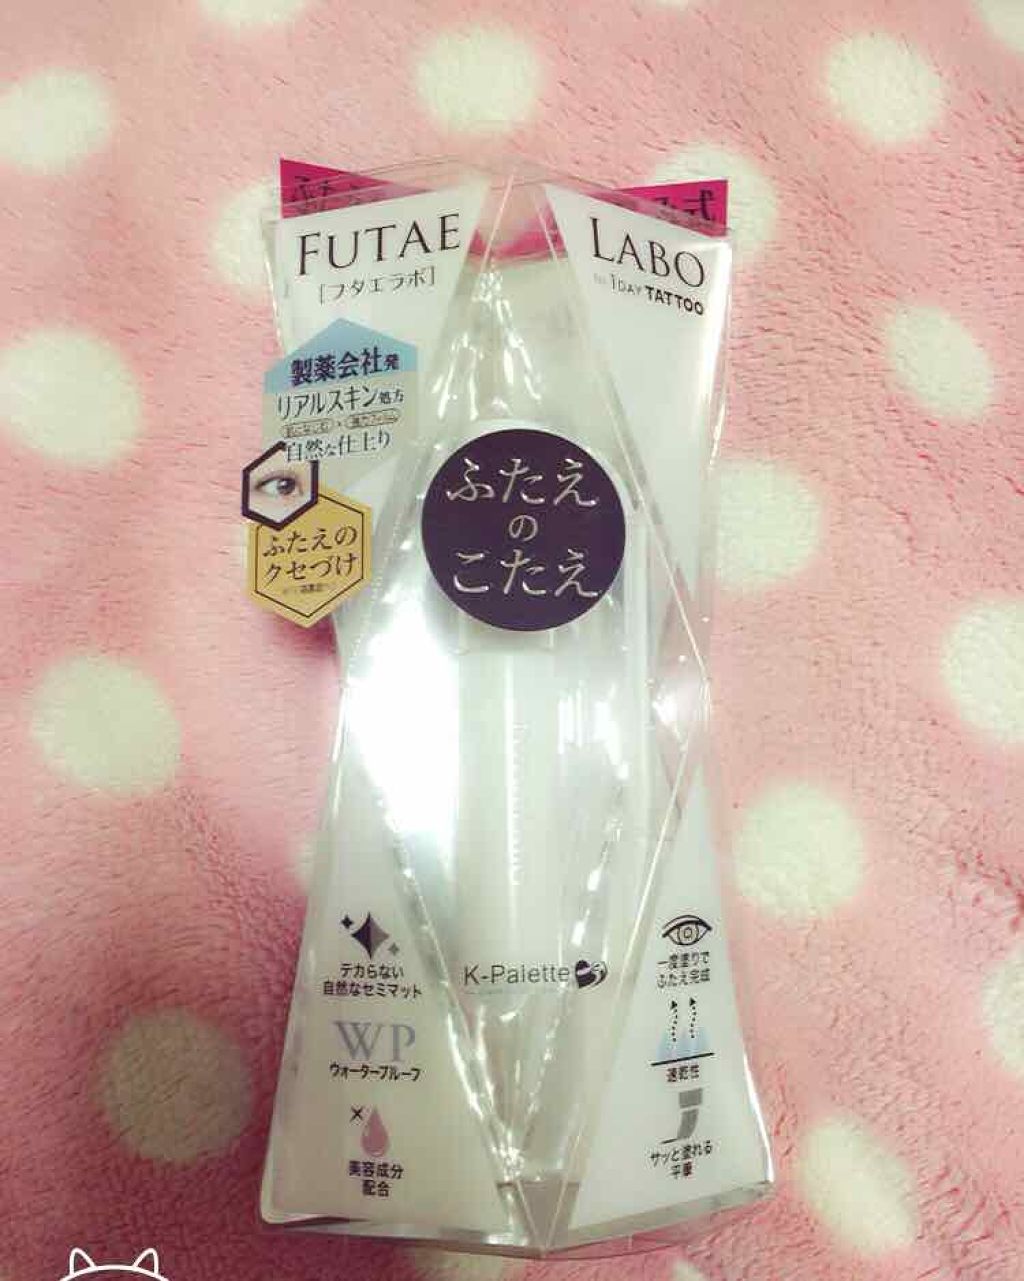 FUTAE
[フタエラボ]
LABO
1DAY TATTOO
製薬会社発
リアルスキン処方
自然な仕上り
ふたえの
クセづけ
ふたえ
の
こたえ
テカらない
自然なセミマット
WP
ウォータープルーフ
美容成分
配合
K-Palette
一度塗りで
ふたえ完成
速乾性
サッと塗れる
平筆